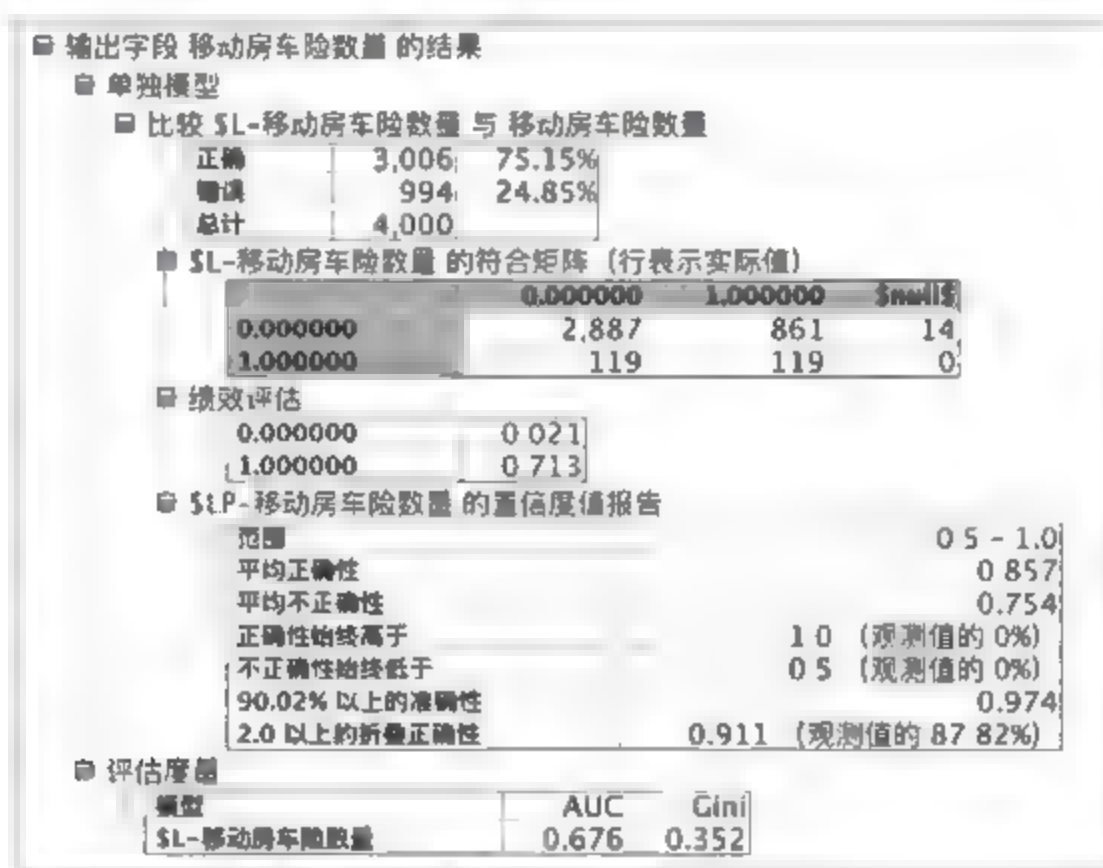 输出字段 移动房车险数量 的结果
单独模型
比较 $L-移动房车险数量 与 移动房车险数量
正确 3,006 75.15%
错误 994 24.85%
总计 4,000
$L-移动房车险数量 的符合矩阵 (行表示实际值)
0.000000 1.000000 $null$
0.000000 2,887 861 14
1.000000 119 119 0
绩效评估
0.000000 0 021
1.000000 0 713
$LP-移动房车险数量 的置信度值报告
范围 0 5 - 1.0
平均正确性 0 857
平均不正确性 0.754
正确性始终高于 1 0 (观测值的 0%)
不正确性始终低于 0 5 (观测值的 0%)
90.02% 以上的准确性 0.974
2.0 以上的折叠正确性 0.911 (观测值的 87 82%)
评估度量
模型 AUC Gini
$L-移动房车险数量 0.676 0.352